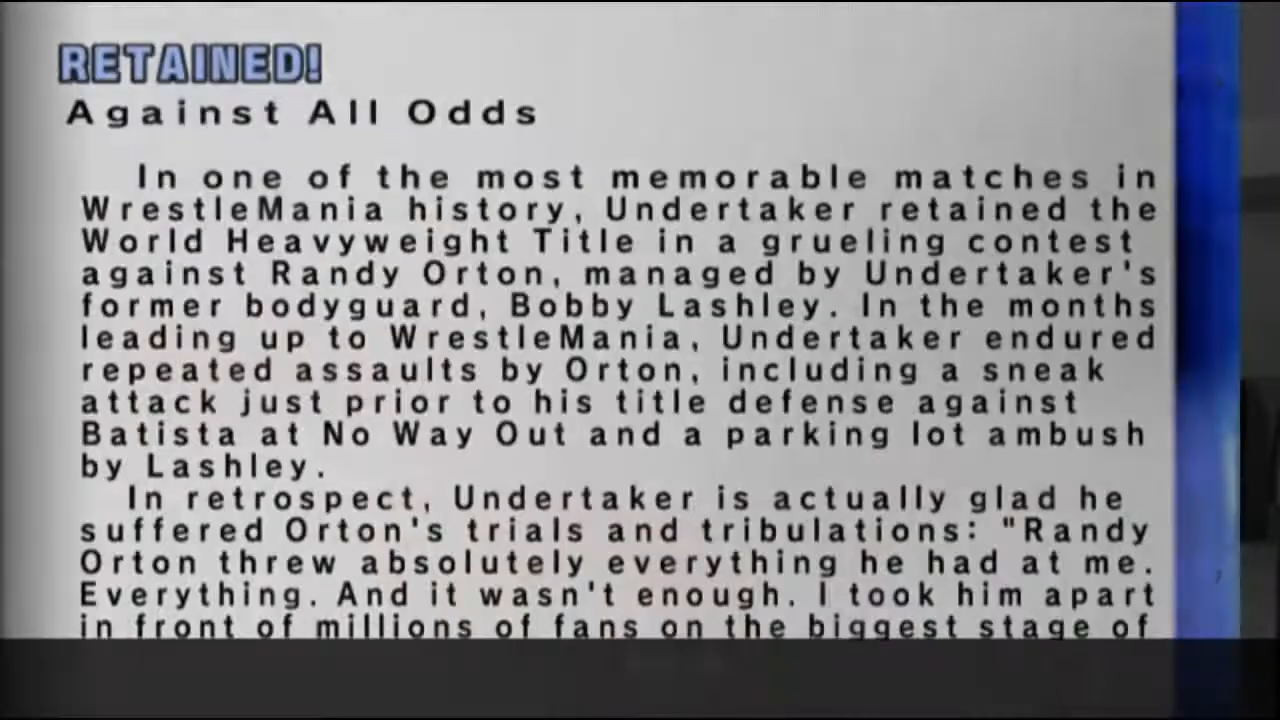 RETAINED!
Against All Odds
In one of the most memorable matches in
WrestleMania history, Undertaker retained the
World Heavyweight Title in a grueling contest
against Randy Orton, managed by Undertaker's
former bodyguard, Bobby Lashley. In the months
leading up to WrestleMania, Undertaker endured
repeated assaults by Orton, including a sneak
attack just prior to his title defense against
Batista at No Way Out and a parking lot ambush
by Lashley.
In retrospect, Undertaker is actually glad he
suffered Orton's trials and tribulations: "Randy
Orton threw absolutely everything he had at me.
Everything. And it wasn't enough. I took him apart
in front of millions of fans on the biggest stage of